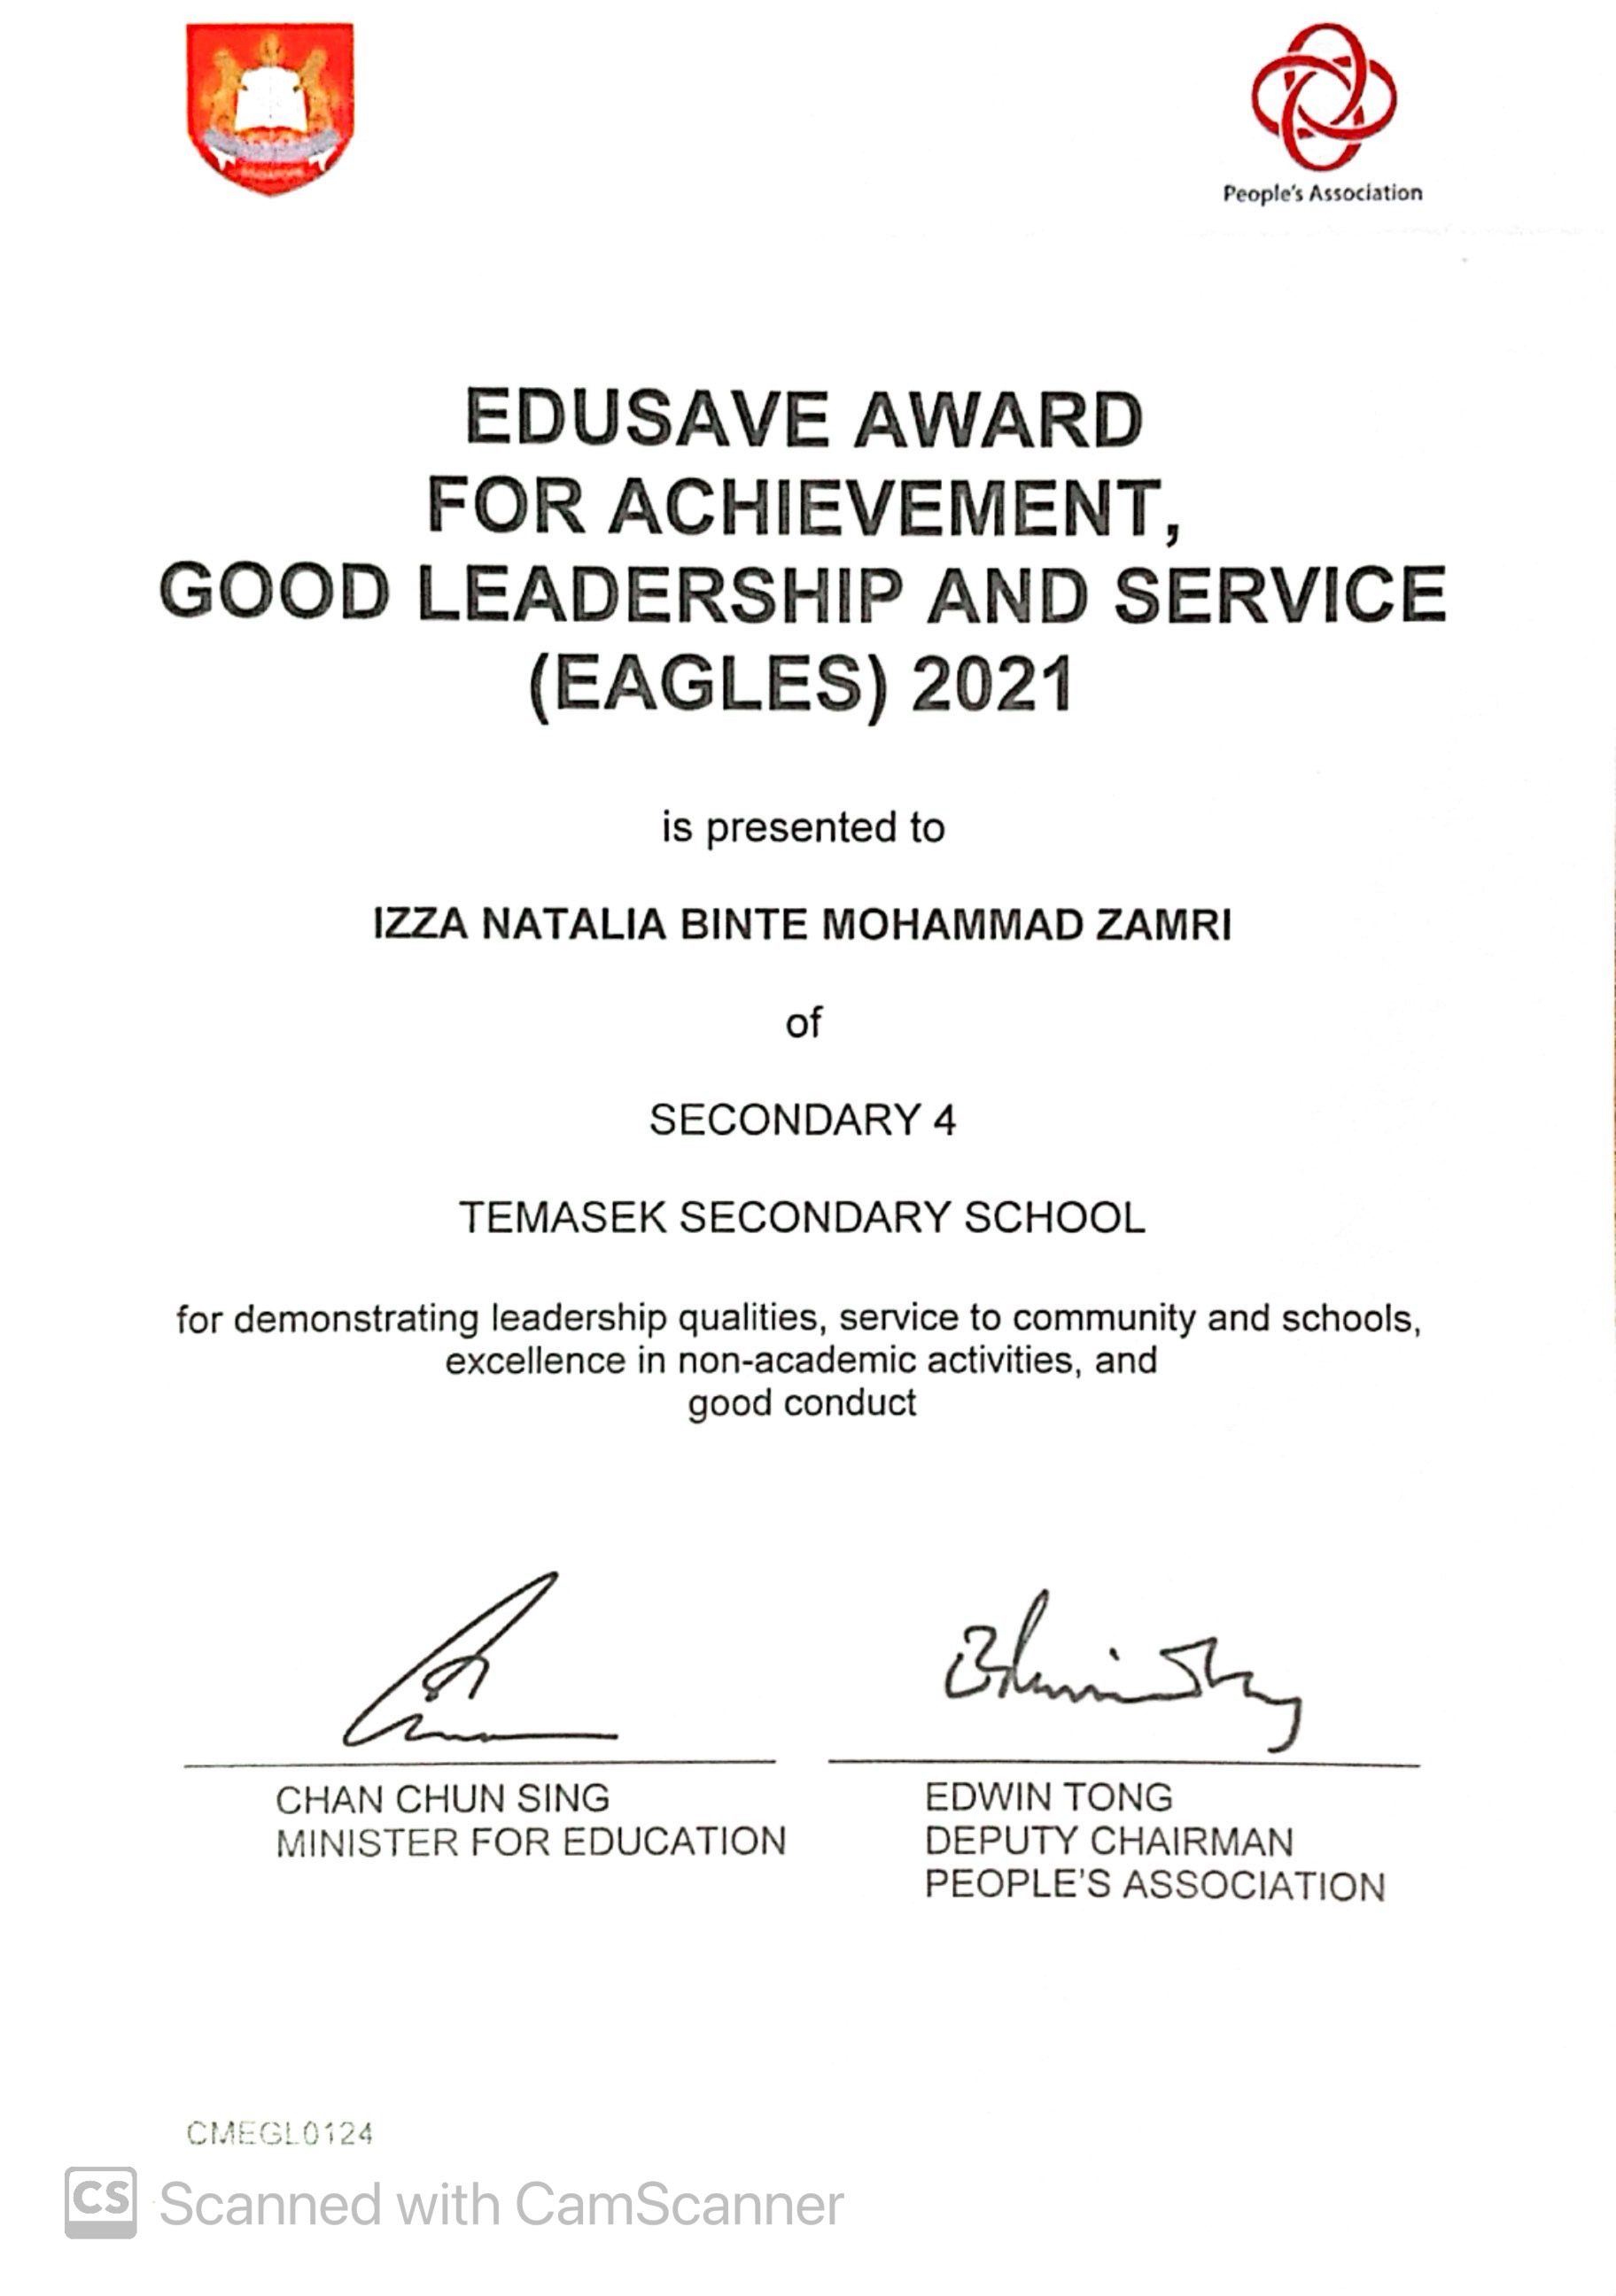 People's Association
EDUSAVE AWARD
FOR ACHIEVEMENT,
GOOD LEADERSHIP AND SERVICE
(EAGLES) 2021
is presented to
IZZA NATALIA BINTE MOHAMMAD ZAMRI
of
SECONDARY 4
TEMASEK SECONDARY SCHOOL
for demonstrating leadership qualities, service to community and schools,
excellence in non-academic activities, and
good conduct
CHAN CHUN SING
MINISTER FOR EDUCATION
EDWIN TONG
DEPUTY CHAIRMAN
PEOPLE'S ASSOCIATION
CMEGL0124
CS Scanned with CamScanner